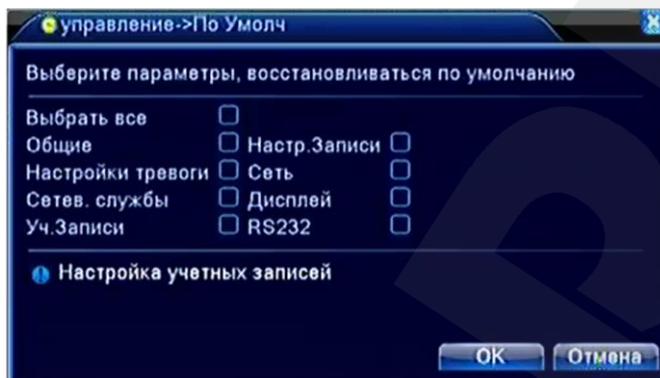 управление->По Умолч
Выберите параметры, восстановливаться по умолчанию
Выбрать все
Общие Настр.Записи
Настройки тревоги Сеть
Сетев. службы Дисплей
Уч.Записи RS232
Настройка учетных записей
OK Отмена